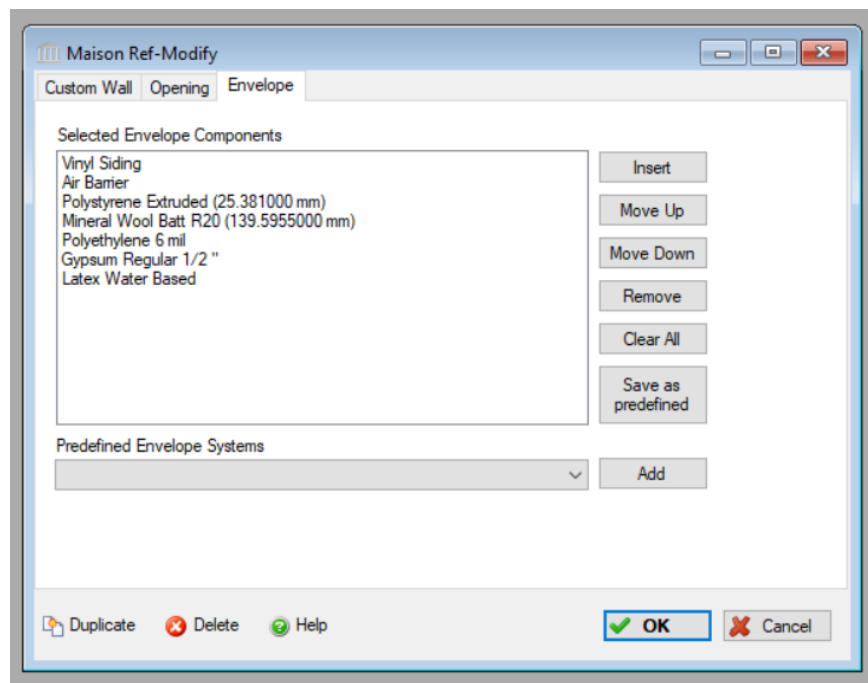 Maison Ref-Modify
Custom Wall Opening Envelope
Selected Envelope Components
Vinyl Siding
Air Barrier
Polystyrene Extruded (25.381000 mm)
Mineral Wool Batt R20 (139.5955000 mm)
Polyethylene 6 mil
Gypsum Regular 1/2 "
Latex Water Based
Insert
Move Up
Move Down
Remove
Clear All
Save as
predefined
Predefined Envelope Systems
Add
Duplicate Delete Help OK Cancel